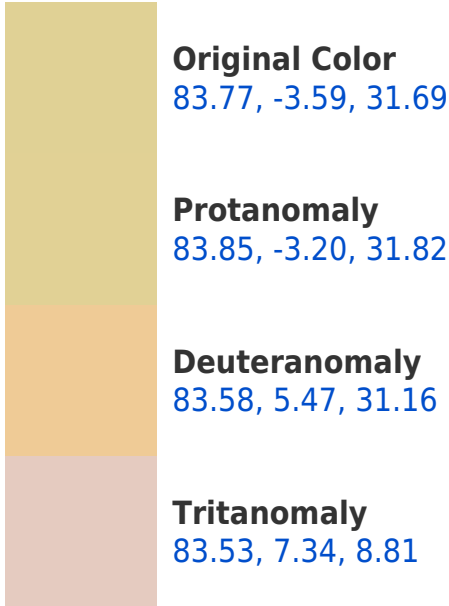 Original Color
83.77, -3.59, 31.69
Protanomaly
83.85, -3.20, 31.82
Deuteranomaly
83.58, 5.47, 31.16
Tritanomaly
83.53, 7.34, 8.81